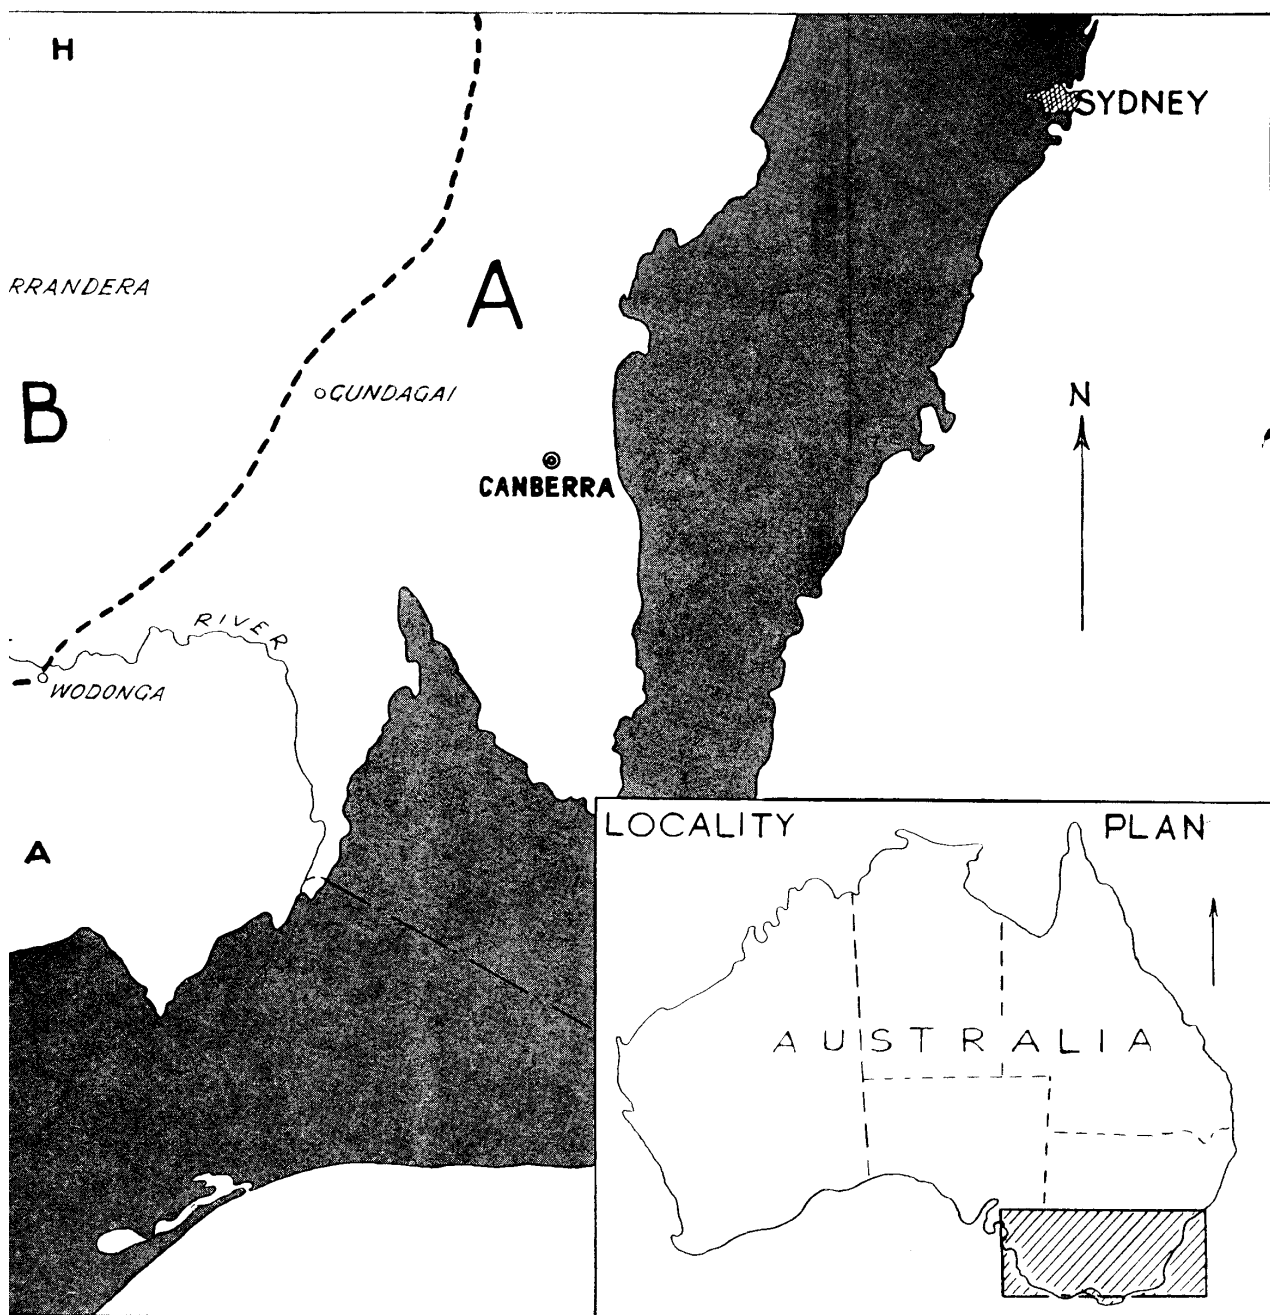 H
SYDNEY
RRANDERA
A
B
GUNDAGAI
N
CANBERRA
RIVER
WODONGA
A
LOCALITY PLAN
AUSTRALIA